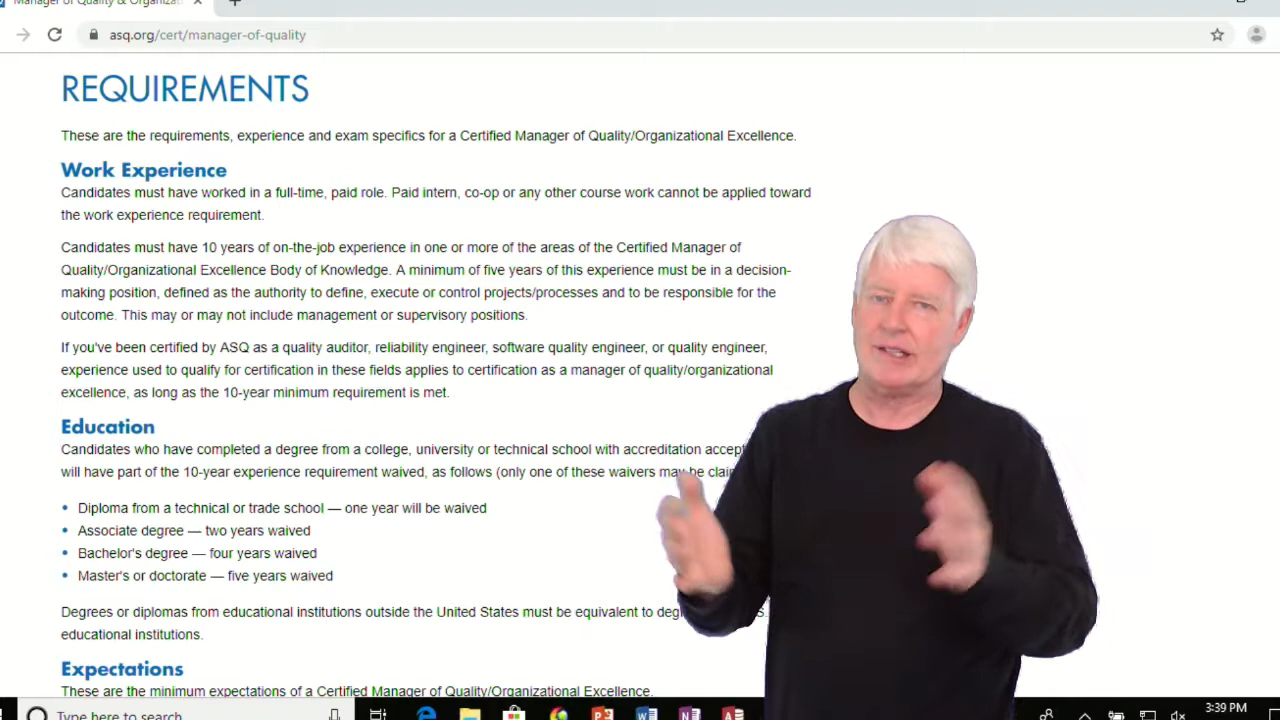 Manager of Quality & Organizat
asq.org/cert/manager-of-quality
REQUIREMENTS
These are the requirements, experience and exam specifics for a Certified Manager of Quality/Organizational Excellence.
Work Experience
Candidates must have worked in a full-time, paid role. Paid intern, co-op or any other course work cannot be applied toward
the work experience requirement.
Candidates must have 10 years of on-the-job experience in one or more of the areas of the Certified Manager of
Quality/Organizational Excellence Body of Knowledge. A minimum of five years of this experience must be in a decision-
making position, defined as the authority to define, execute or control projects/processes and to be responsible for the
outcome. This may or may not include management or supervisory positions.
If you've been certified by ASQ as a quality auditor, reliability engineer, software quality engineer, or quality engineer,
experience used to qualify for certification in these fields applies to certification as a manager of quality/organizational
excellence, as long as the 10-year minimum requirement is met.
Education
Candidates who have completed a degree from a college, university or technical school with accreditation accep
will have part of the 10-year experience requirement waived, as follows (only one of these waivers may be clai
• Diploma from a technical or trade school — one year will be waived
• Associate degree — two years waived
• Bachelor's degree — four years waived
• Master's or doctorate — five years waived
Degrees or diplomas from educational institutions outside the United States must be equivalent to deg S.
educational institutions.
Expectations
These are the minimum expectations of a Certified Manager of Quality/Organizational Excellence.
Type here to search
3:39 PM